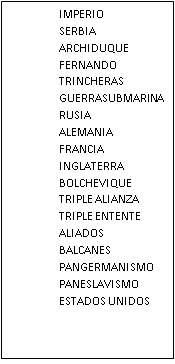 IMPERIO
SERBIA
ARCHIDUQUE
FERNANDO
TRINCHERAS
GUERRASUBMARINA
RUSIA
ALEMANIA
FRANCIA
INGLATERRA
BOLCHEVIQUE
TRIPLE ALIANZA
TRIPLE ENTENTE
ALIADOS
BALCANES
PANGERMANISMO
PANESLAVISMO
ESTADOS UNIDOS